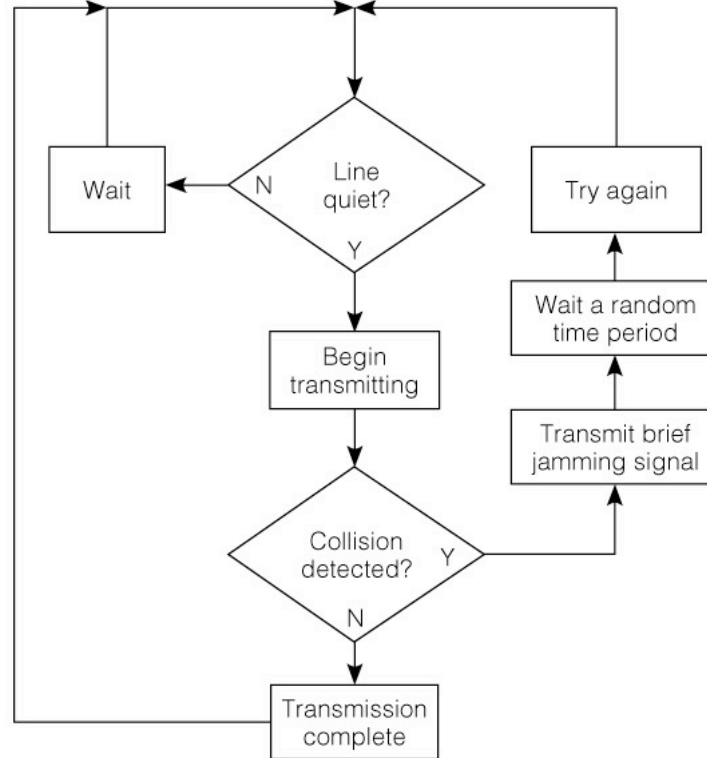 Wait
N
Line
quiet?
Y
Try again
Wait a random
time period
Begin
transmitting
Transmit brief
jamming signal
Collision
detected?
Y
N
Transmission
complete